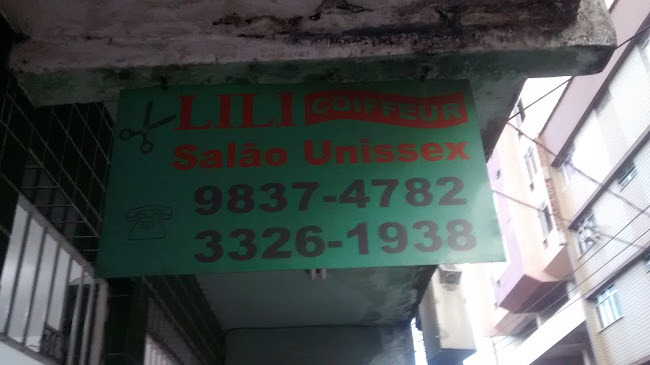 LILI COIFFEUR
Salão Unissex
9837-4782
3326-1938